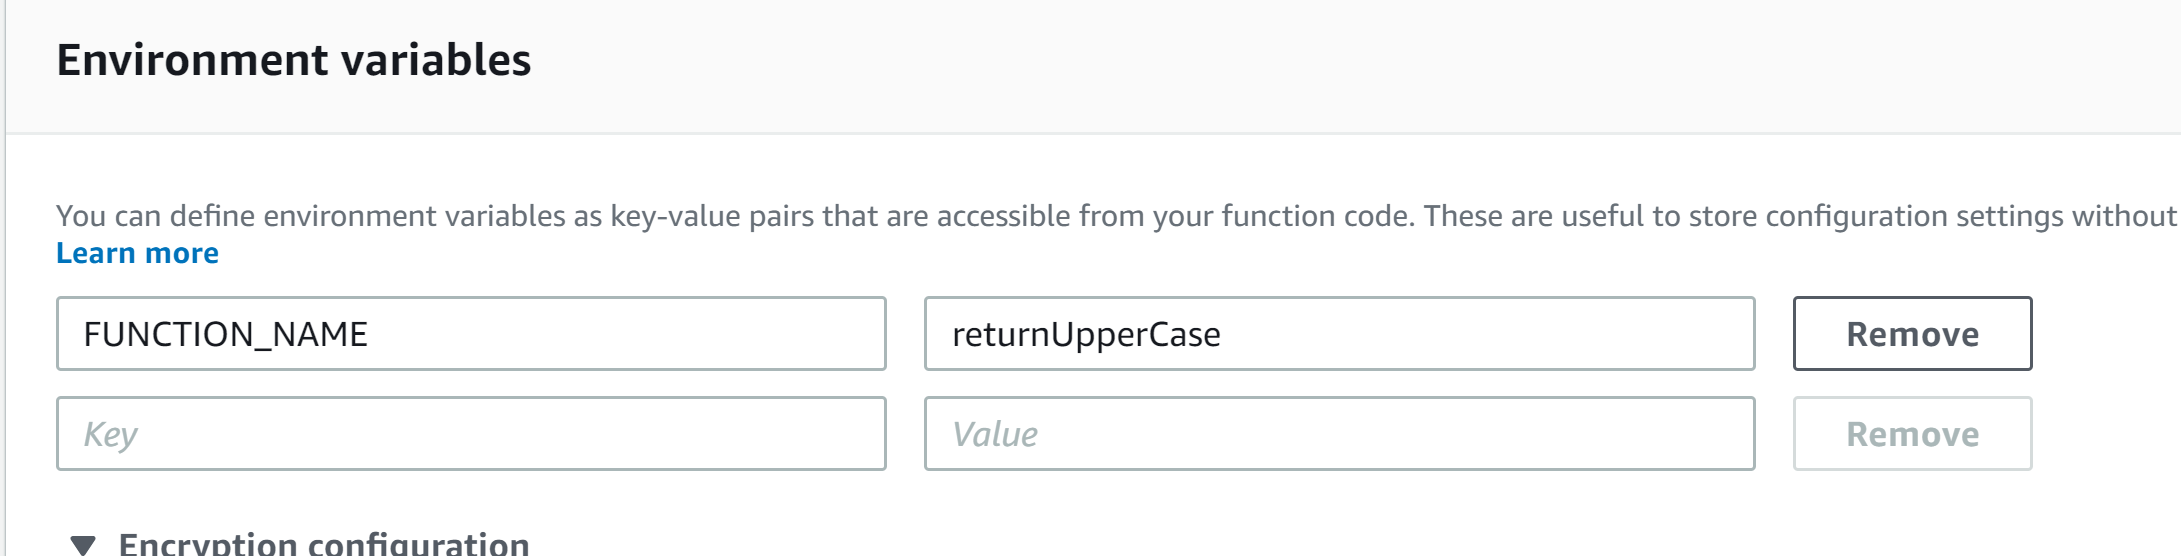 Environment variables
You can define environment variables as key-value pairs that are accessible from your function code. These are useful to store configuration settings without
Learn more
FUNCTION_NAME returnUpperCase Remove
Key Value Remove
Encryption configuration